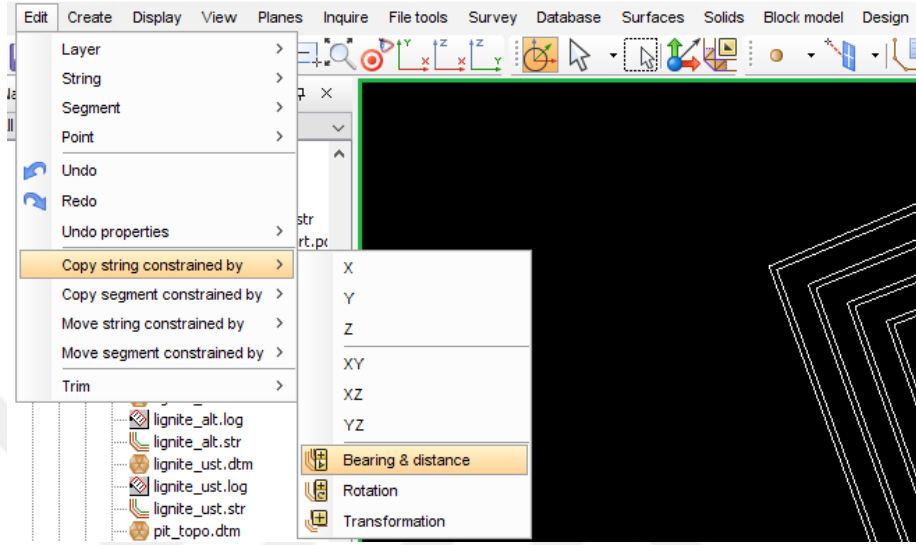 Edit Create Display View Planes Inquire File tools Survey Database Surfaces Solids Block model Design
Layer
String
Segment
Point
Undo
Redo
Undo properties
str
rt.po
Copy string constrained by
Copy segment constrained by
Move string constrained by
Move segment constrained by
Trim
X
Y
Z
XY
XZ
YZ
Bearing & distance
Rotation
Transformation
lignite_alt.log
lignite_alt.str
lignite_ust.dtm
lignite_ust.log
lignite_ust.str
pit_topo.dtm